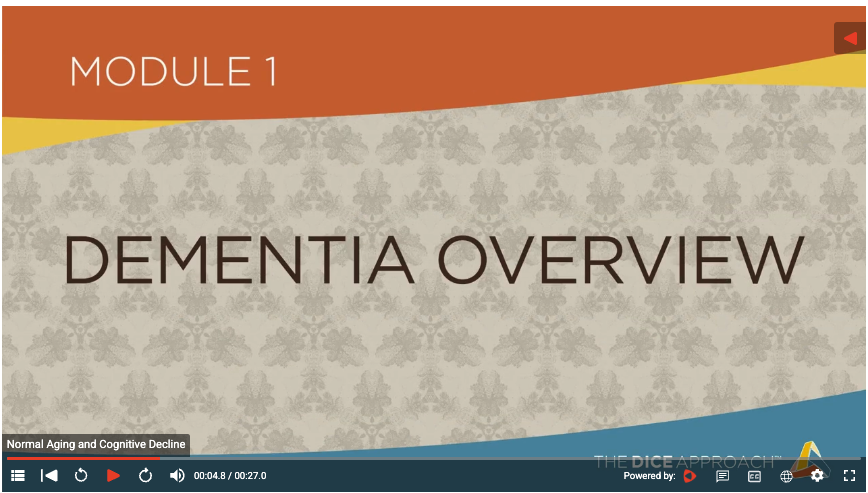 MODULE 1
DEMENTIA OVERVIEW
Normal Aging and Cognitive Decline
THE DICE APPROACH™
00:04.8 / 00:27.0
Powered by:
CC